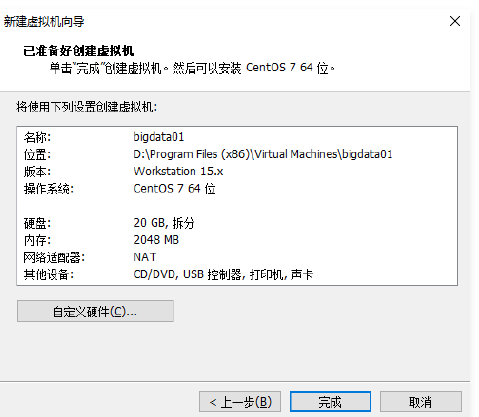 新建虚拟机向导
已准备好创建虚拟机
单击“完成”创建虚拟机。然后可以安装 CentOS 7 64 位。
将使用下列设置创建虚拟机:
名称: bigdata01
位置: D:\Program Files (x86)\Virtual Machines\bigdata01
版本: Workstation 15.x
操作系统: CentOS 7 64 位
硬盘: 20 GB, 拆分
内存: 2048 MB
网络适配器: NAT
其他设备: CD/DVD, USB 控制器, 打印机, 声卡
自定义硬件(C)...
< 上一步(B) 完成 取消